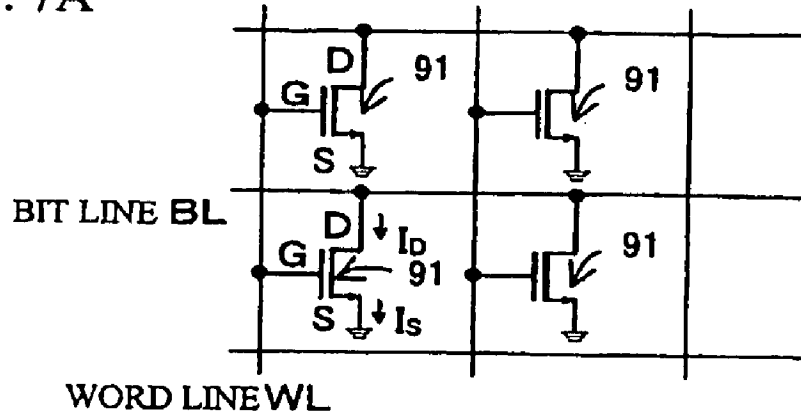 . 7A
D 91 91
G
S
BIT LINE BL
D ID
G 91 91
S IS
WORD LINE WL